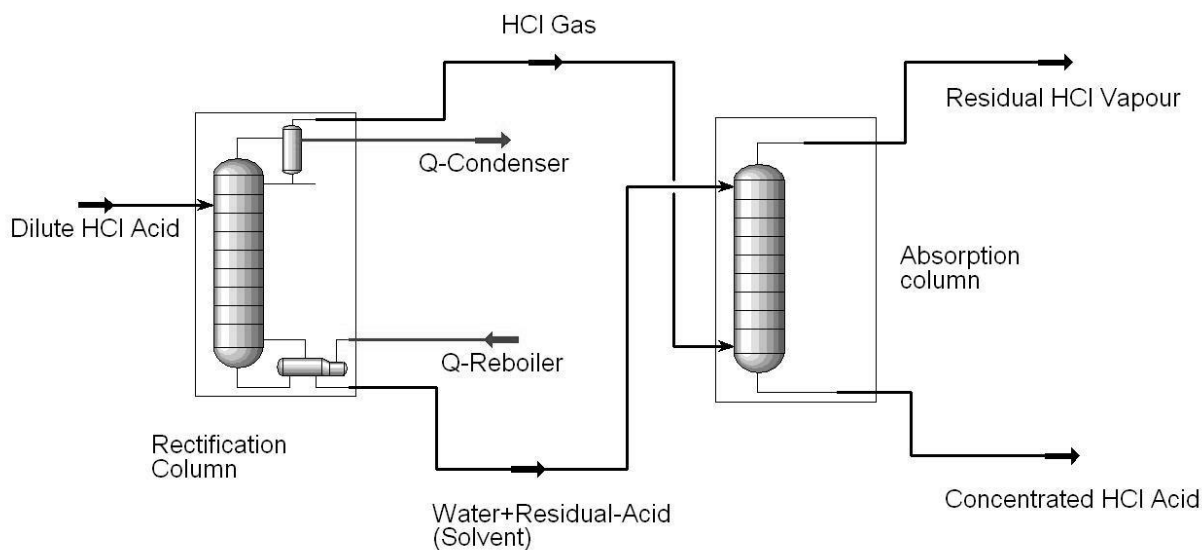 HCl Gas
Residual HCl Vapour
Q-Condenser
Dilute HCl Acid
Absorption
column
Q-Reboiler
Rectification
Column
Water+Residual-Acid
(Solvent)
Concentrated HCl Acid